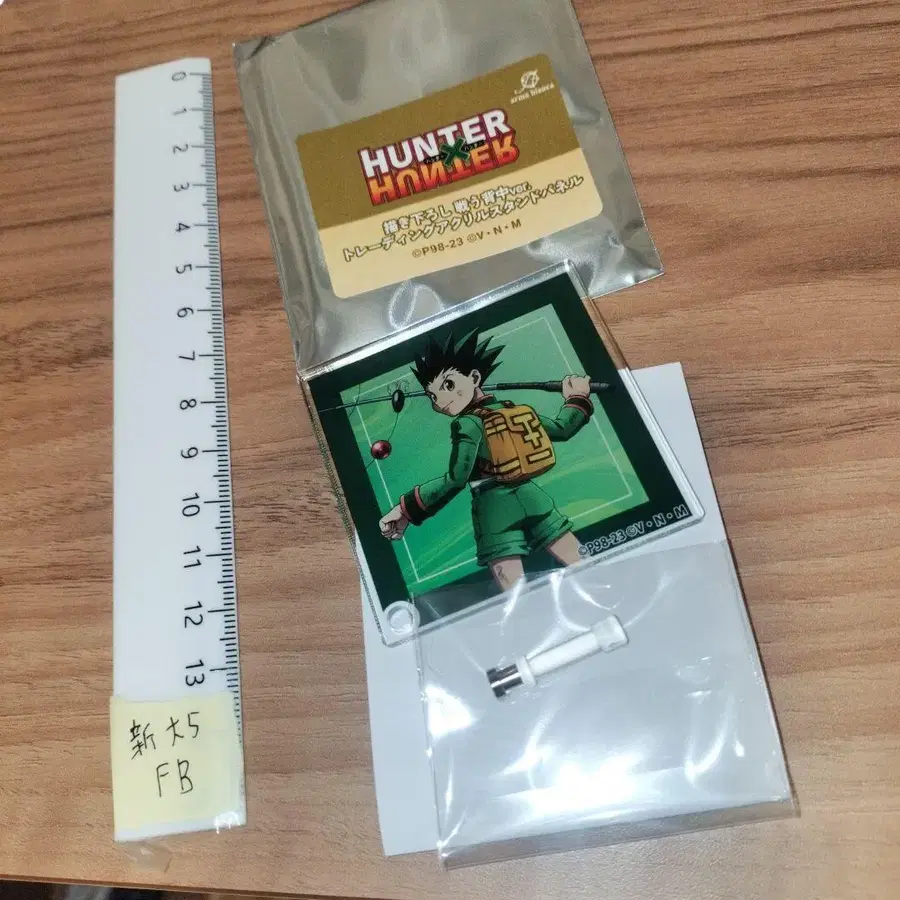 arma bianca
HUNTER
×
HUNTER
描き下ろし 戦う背中ver.
トレーディングアクリルスタンドパネル
©P98-23 ©V・N・M
©P98-23 ©V・N・M
0
1
2
3
4
5
6
7
8
9
10
11
12
13
新大5
FB